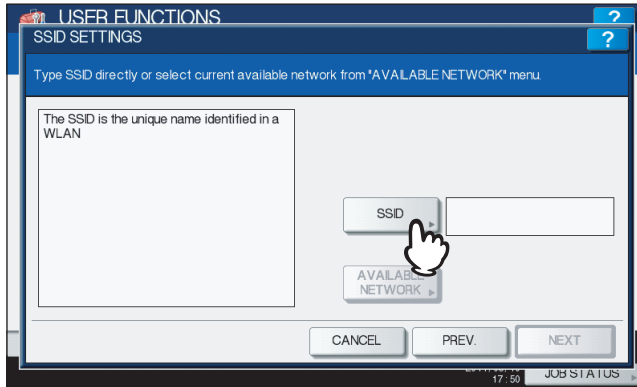 USER FUNCTIONS
?
SSID SETTINGS
?
Type SSID directly or select current available network from "AVAILABLE NETWORK" menu.
The SSID is the unique name identified in a
WLAN
SSID
AVAILABLE
NETWORK
CANCEL
PREV.
NEXT
17 : 50
JOB STATUS